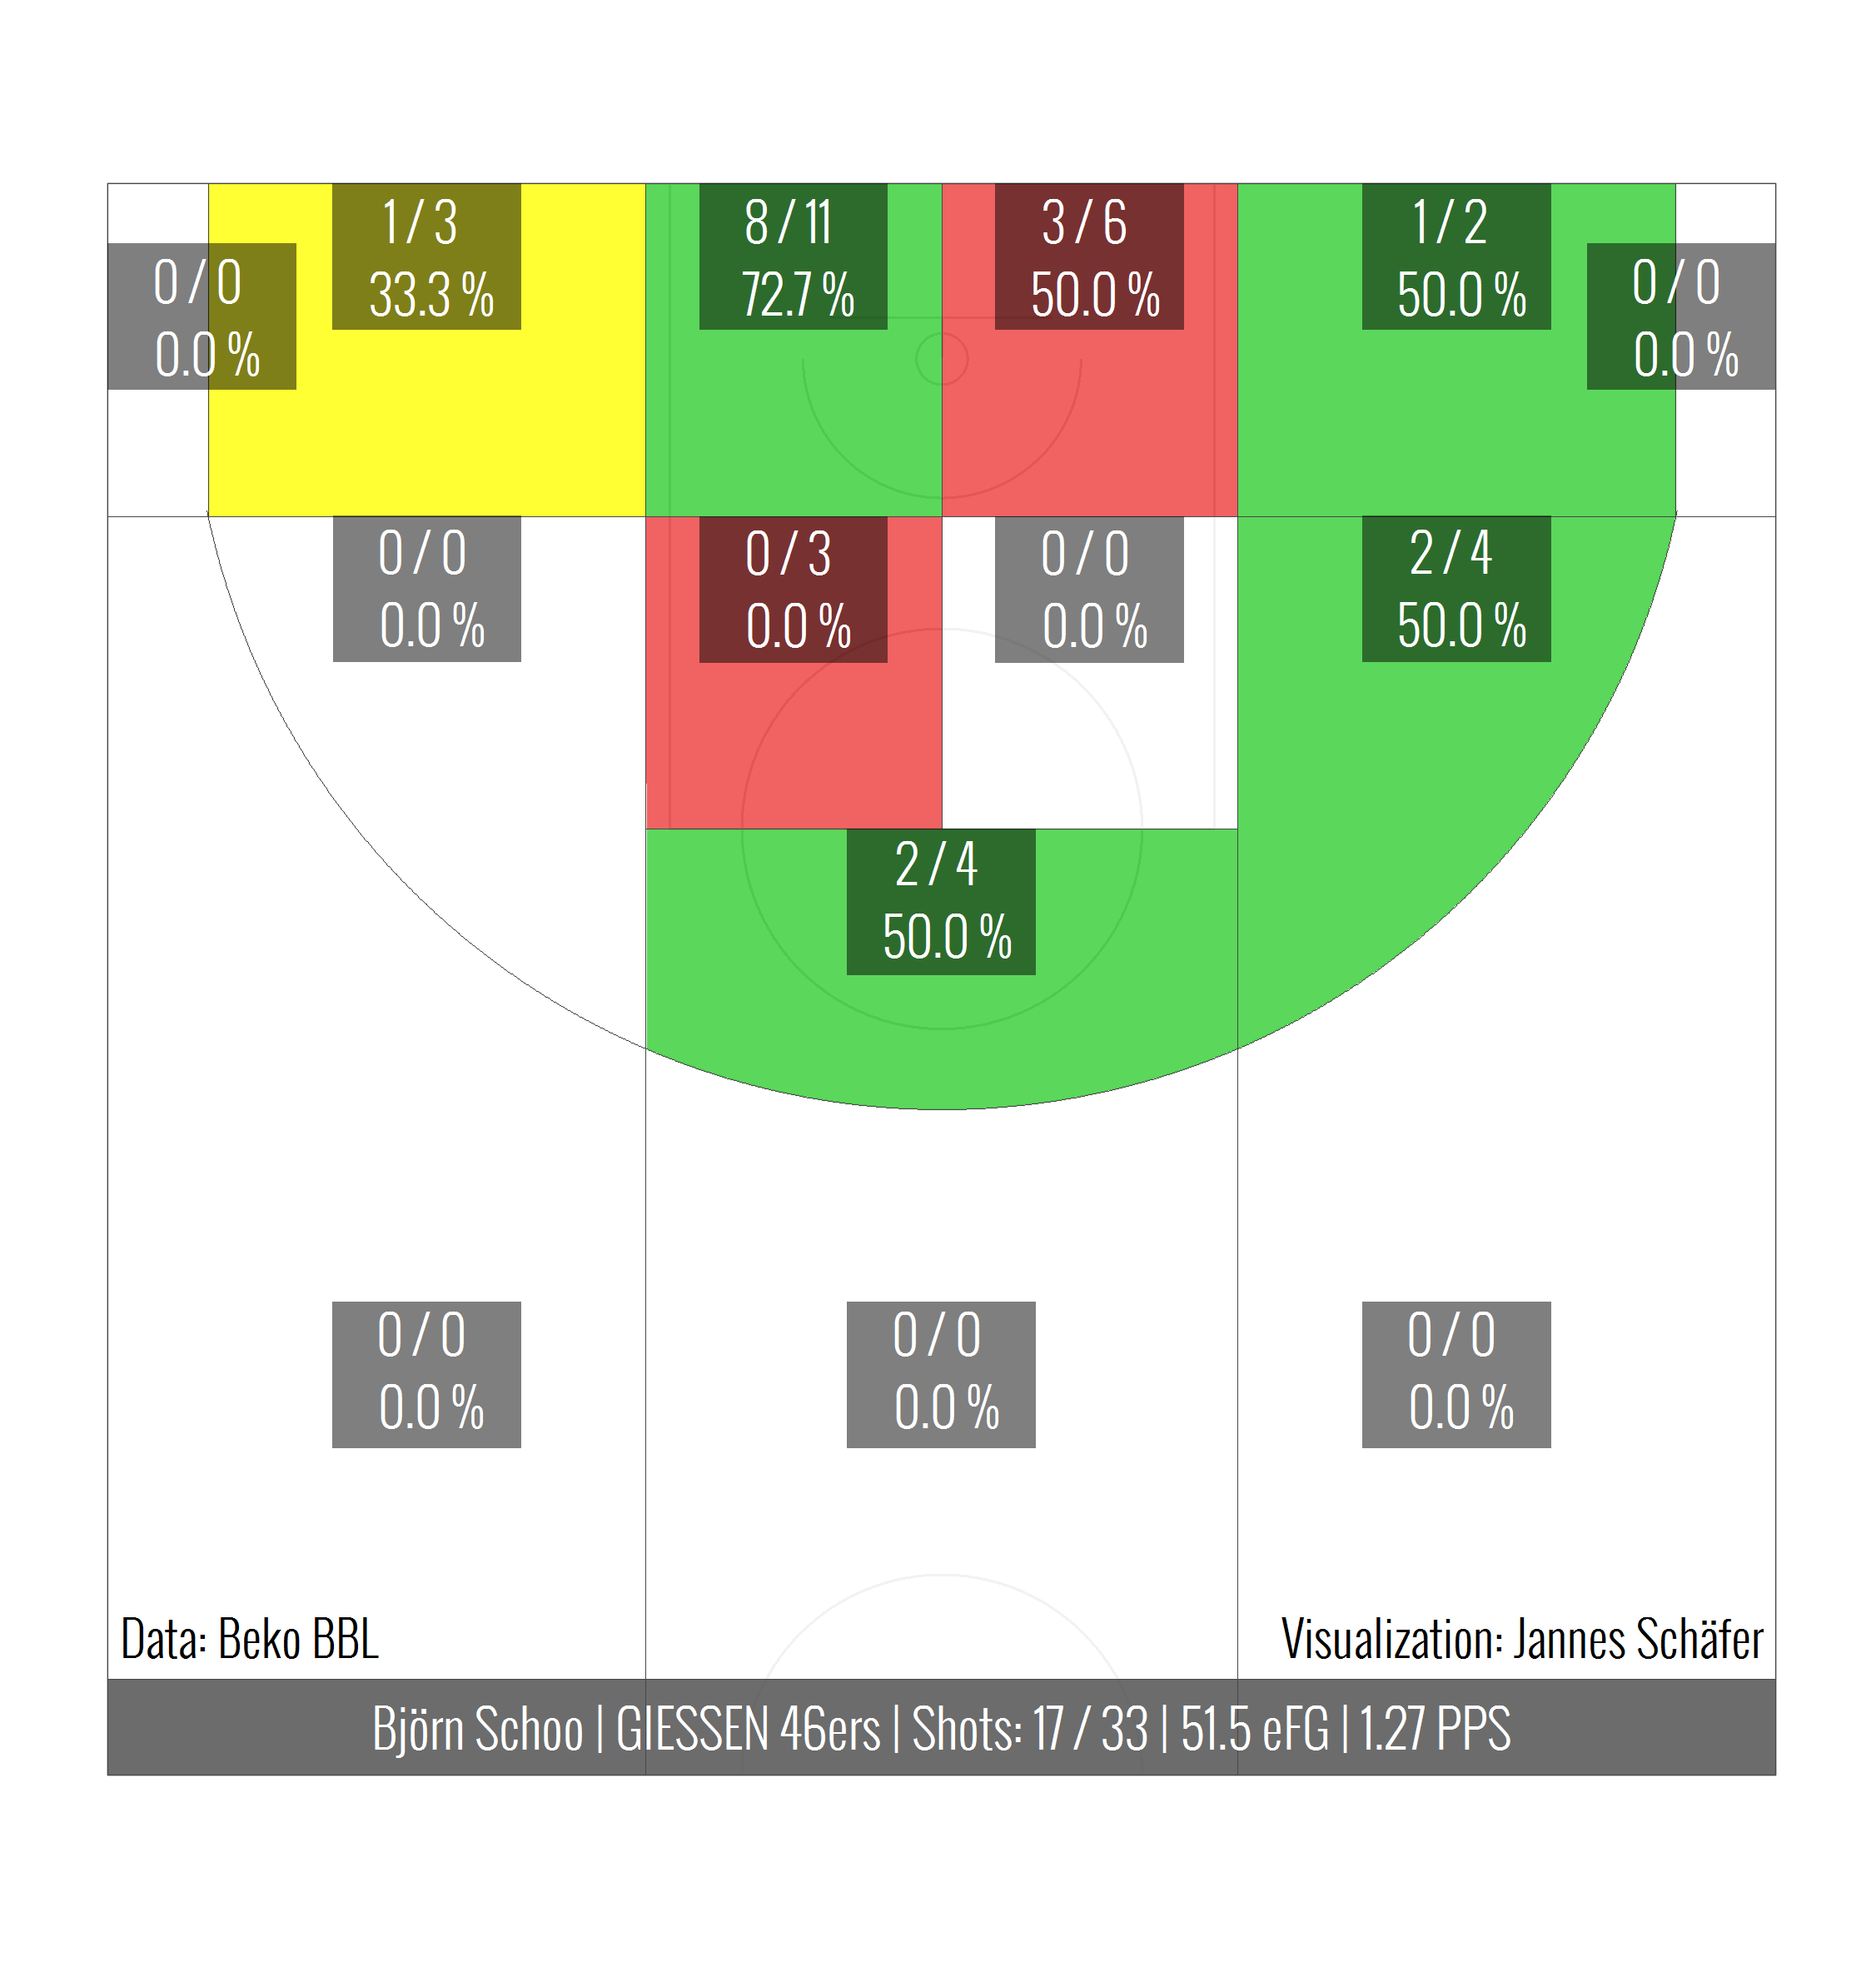 1 / 3
33.3 %
8 / 11
72.7 %
3 / 6
50.0 %
1 / 2
50.0 %
0 / 0
0.0 %
0 / 0
0.0 %
0 / 0
0.0 %
0 / 3
0.0 %
0 / 0
0.0 %
2 / 4
50.0 %
2 / 4
50.0 %
0 / 0
0.0 %
0 / 0
0.0 %
0 / 0
0.0 %
Data: Beko BBL
Visualization: Jannes Schäfer
Björn Schoo | GIESSEN 46ers | Shots: 17 / 33 | 51.5 eFG | 1.27 PPS